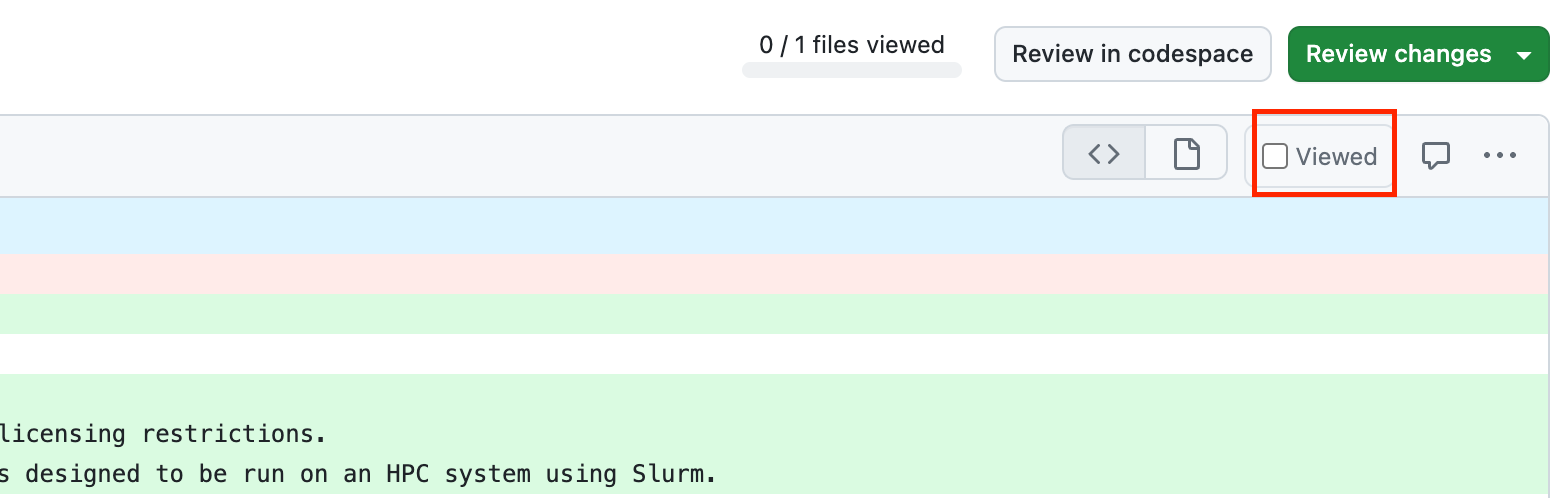 0 / 1 files viewed
Review in codespace
Review changes
Viewed
licensing restrictions.
s designed to be run on an HPC system using Slurm.